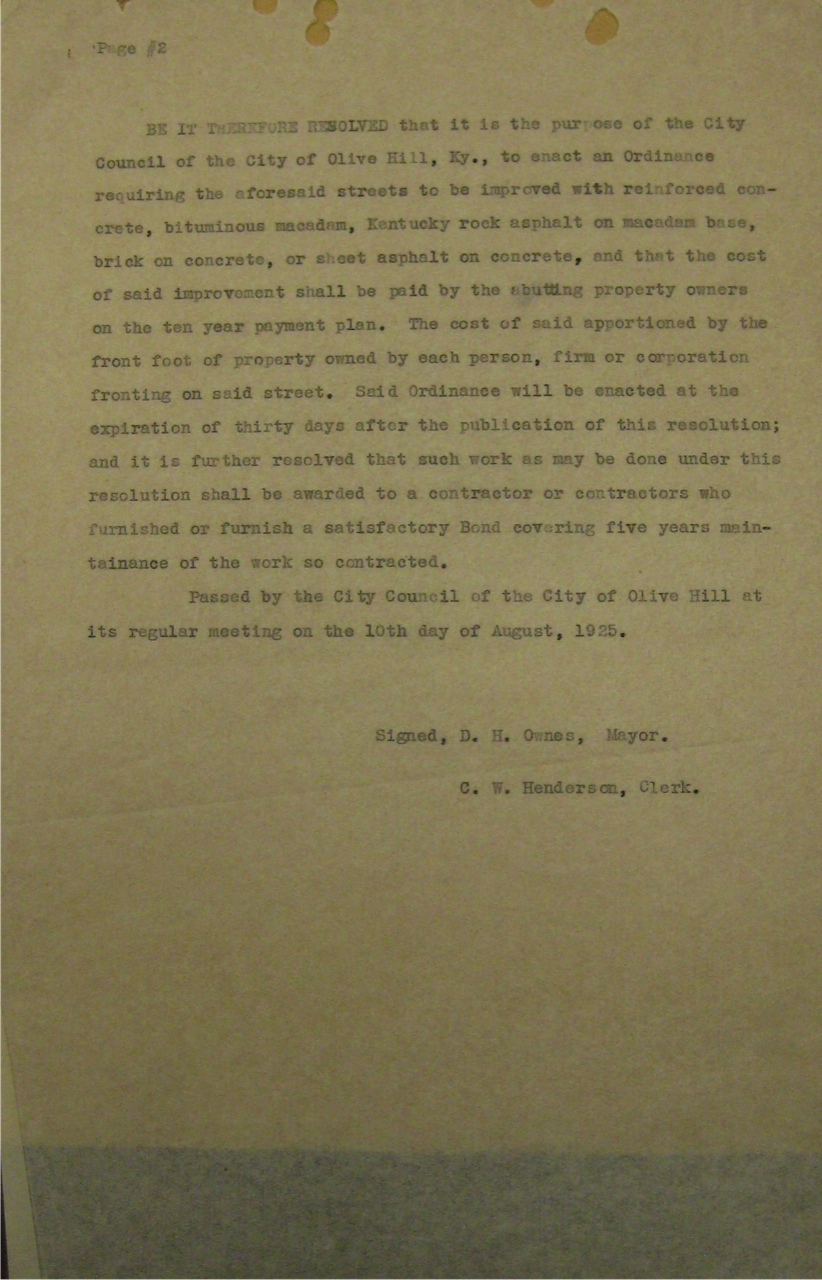 Page #2
BE IT THEREFORE RESOLVED that it is the purpose of the City
Council of the City of Olive Hill, Ky., to enact an Ordinance
requiring the aforesaid streets to be improved with reinforced con-
crete, bituminous macadam, Kentucky rock asphalt on macadam base,
brick on concrete, or sheet asphalt on concrete, and that the cost
of said improvement shall be paid by the abutting property owners
on the ten year payment plan. The cost of said apportioned by the
front foot of property owned by each person, firm or corporation
fronting on said street. Said Ordinance will be enacted at the
expiration of thirty days after the publication of this resolution;
and it is further resolved that such work as may be done under this
resolution shall be awarded to a contractor or contractors who
furnished or furnish a satisfactory Bond covering five years main-
tainance of the work so contracted.
Passed by the City Council of the City of Olive Hill at
its regular meeting on the 10th day of August, 1925.
Signed, D. H. Ownes, Mayor.
C. W. Henderson, Clerk.